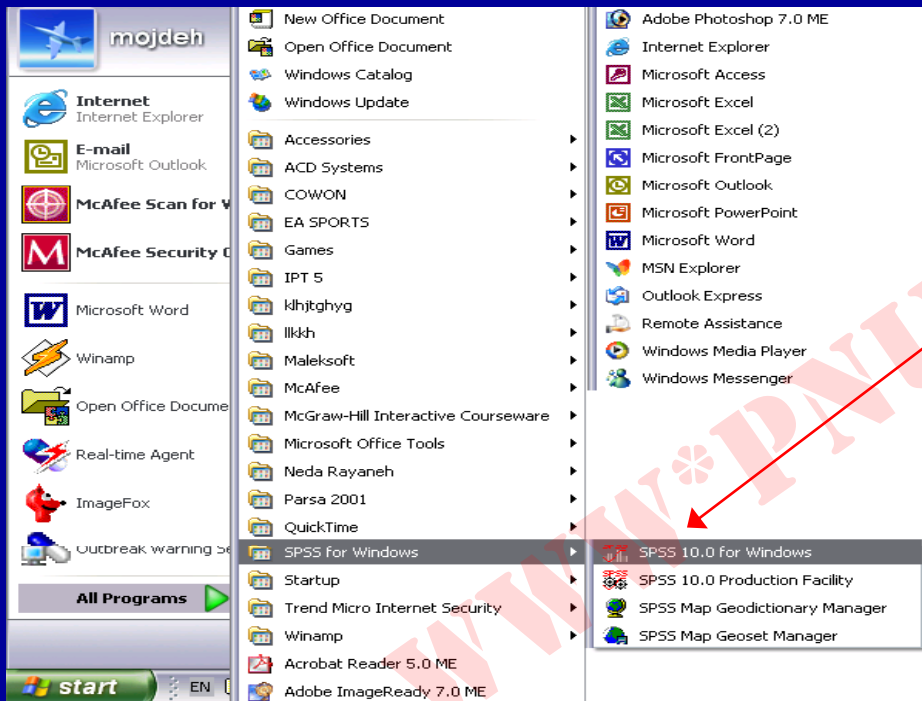 mojdeh
Internet
Internet Explorer
E-mail
Microsoft Outlook
McAfee Scan for
McAfee Security
Microsoft Word
Winamp
Open Office Docume
Real-time Agent
ImageFox
Outbreak Warning Se
All Programs
start
EN
New Office Document
Open Office Document
Windows Catalog
Windows Update
Accessories
ACD Systems
COWON
EA SPORTS
Games
IPT 5
klhjtghyg
llkkh
Maleksoft
McAfee
McGraw-Hill Interactive Courseware
Microsoft Office Tools
Neda Rayaneh
Parsa 2001
QuickTime
SPSS for Windows
Startup
Trend Micro Internet Security
Winamp
Acrobat Reader 5.0 ME
Adobe ImageReady 7.0 ME
Adobe Photoshop 7.0 ME
Internet Explorer
Microsoft Access
Microsoft Excel
Microsoft Excel (2)
Microsoft FrontPage
Microsoft Outlook
Microsoft PowerPoint
Microsoft Word
MSN Explorer
Outlook Express
Remote Assistance
Windows Media Player
Windows Messenger
SPSS 10.0 for Windows
SPSS 10.0 Production Facility
SPSS Map Geodictionary Manager
SPSS Map Geoset Manager
WWW*PNU